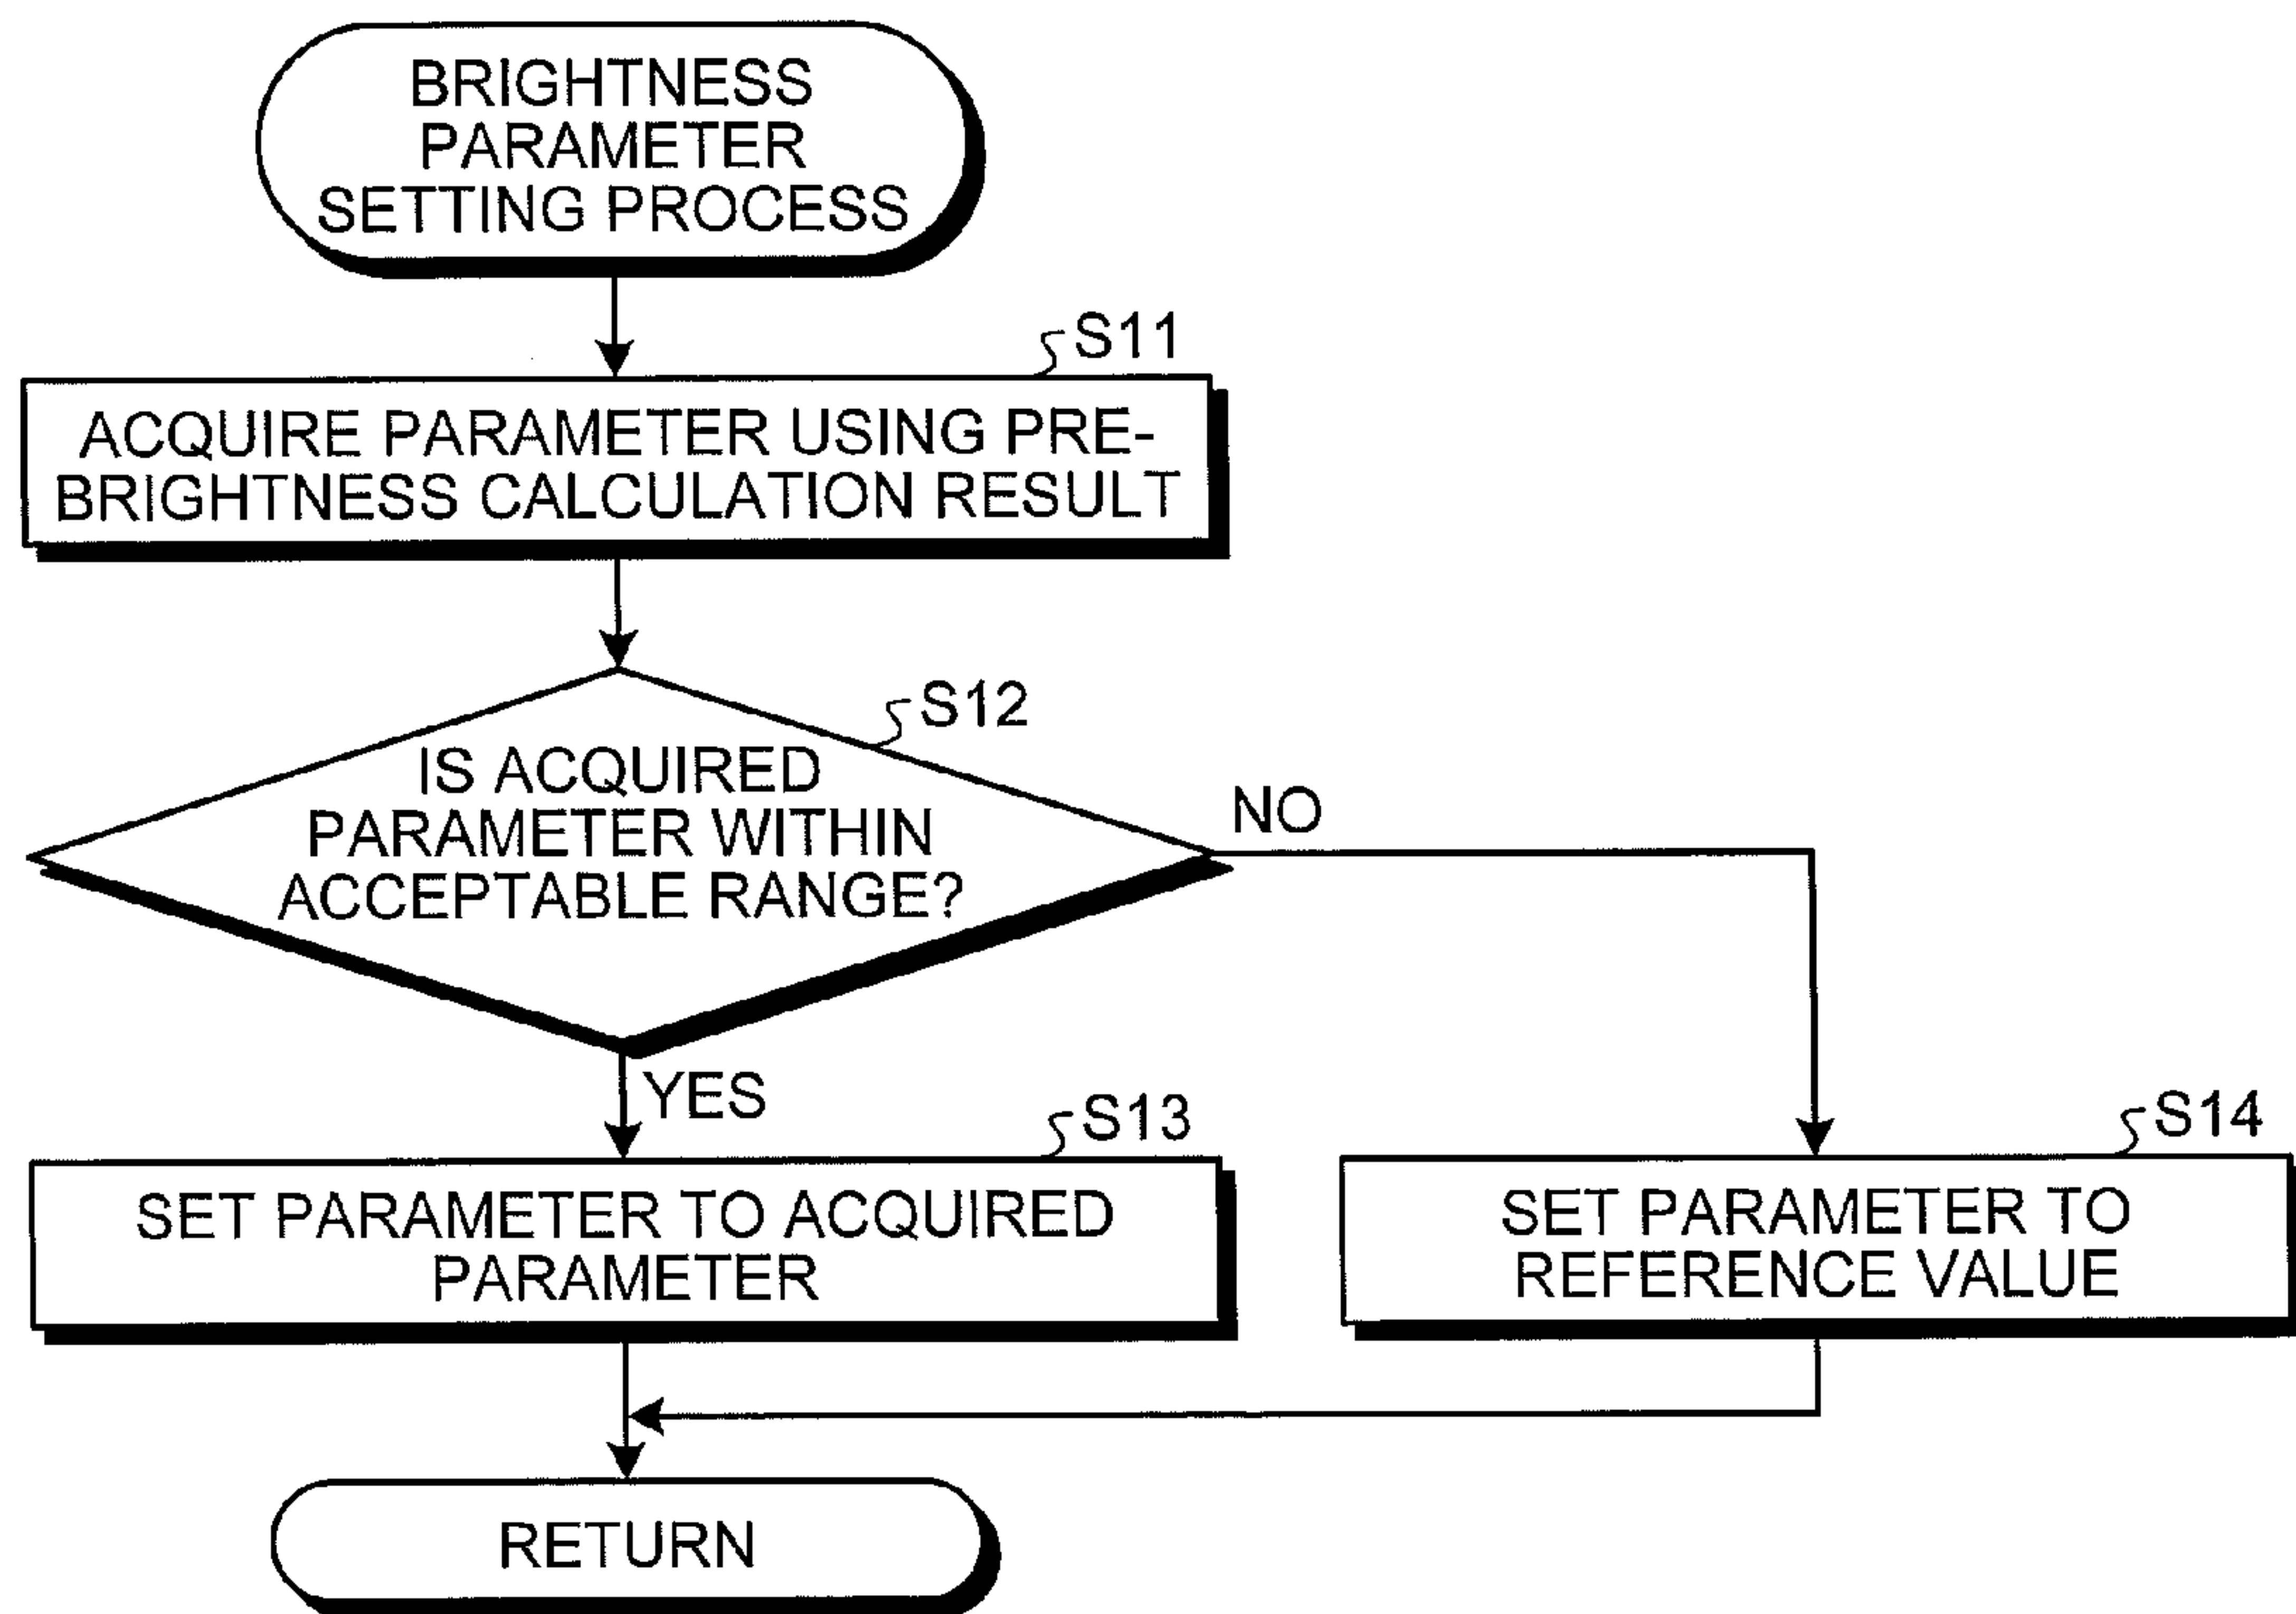 BRIGHTNESS
PARAMETER
SETTING PROCESS
S11
ACQUIRE PARAMETER USING PRE-
BRIGHTNESS CALCULATION RESULT
S12
IS ACQUIRED
PARAMETER WITHIN
ACCEPTABLE RANGE?
NO
YES
S13
SET PARAMETER TO ACQUIRED
PARAMETER
S14
SET PARAMETER TO
REFERENCE VALUE
RETURN